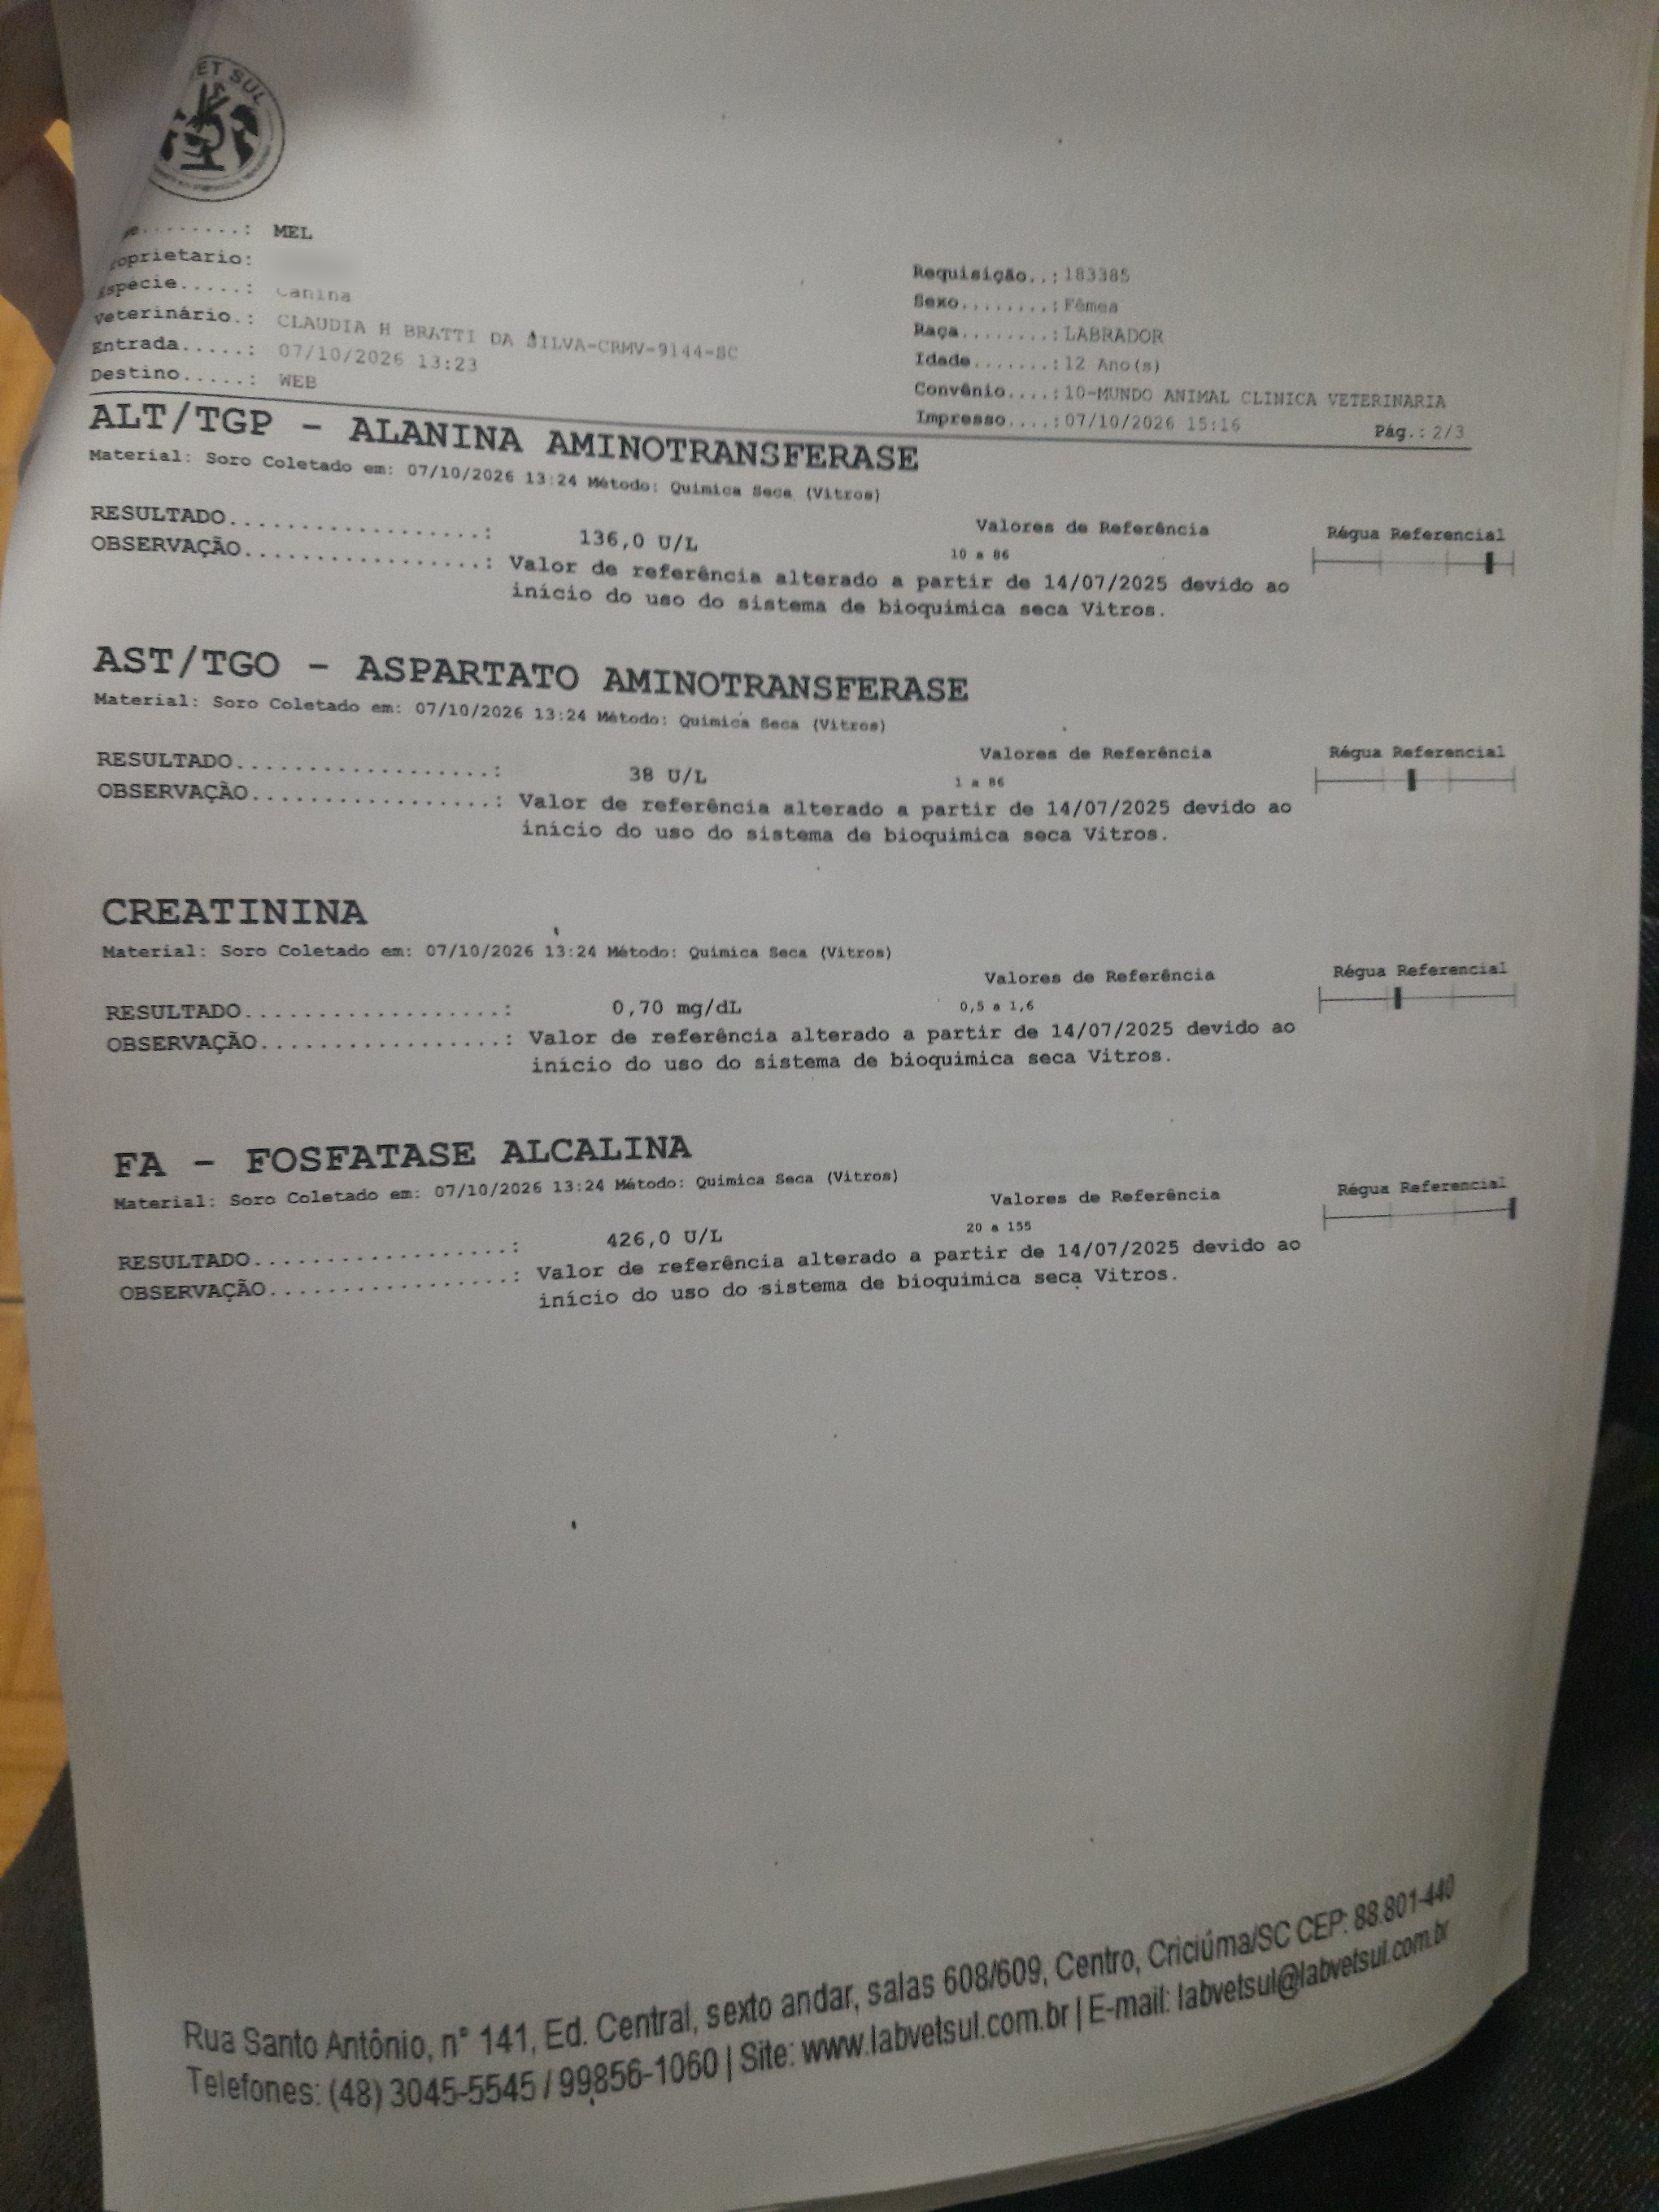 ET SUL
MEL
oprietario:
Espécie.....: Canina
Veterinário.: CLAUDIA H BRATTI DA SILVA-CRMV-9144-SC
Entrada.....: 07/10/2026 13:23
Destino.....: WEB
Requisição..: 183385
Sexo........: Fêmea
Raça........: LABRADOR
Idade.......: 12 Ano(s)
Convênio....: 10-MUNDO ANIMAL CLINICA VETERINARIA
Impresso....: 07/10/2026 15:16 Pág.: 2/3
ALT/TGP - ALANINA AMINOTRANSFERASE
Material: Soro Coletado em: 07/10/2026 13:24 Método: Quimica Seca (Vitros)
Valores de Referência Régua Referencial
RESULTADO..................: 136,0 U/L 10 a 86
OBSERVAÇÃO.................: Valor de referência alterado a partir de 14/07/2025 devido ao
início do uso do sistema de bioquimica seca Vitros.
AST/TGO - ASPARTATO AMINOTRANSFERASE
Material: Soro Coletado em: 07/10/2026 13:24 Método: Quimica Seca (Vitros)
Valores de Referência Régua Referencial
RESULTADO..................: 38 U/L 1 a 86
OBSERVAÇÃO.................: Valor de referência alterado a partir de 14/07/2025 devido ao
início do uso do sistema de bioquimica seca Vitros.
CREATININA
Material: Soro Coletado em: 07/10/2026 13:24 Método: Quimica Seca (Vitros)
Valores de Referência Régua Referencial
RESULTADO..................: 0,70 mg/dL 0,5 a 1,6
OBSERVAÇÃO.................: Valor de referência alterado a partir de 14/07/2025 devido ao
início do uso do sistema de bioquimica seca Vitros.
FA - FOSFATASE ALCALINA
Material: Soro Coletado em: 07/10/2026 13:24 Método: Quimica Seca (Vitros)
Valores de Referência Régua Referencial
RESULTADO..................: 426,0 U/L 20 a 155
OBSERVAÇÃO.................: Valor de referência alterado a partir de 14/07/2025 devido ao
início do uso do sistema de bioquimica seca Vitros.
Rua Santo Antônio, n° 141, Ed. Central, sexto andar, salas 608/609, Centro, Criciúma/SC CEP: 88.801-440
Telefones: (48) 3045-5545 / 99856-1060 | Site: www.labvetsul.com.br | E-mail: labvetsul@labvetsul.com.br